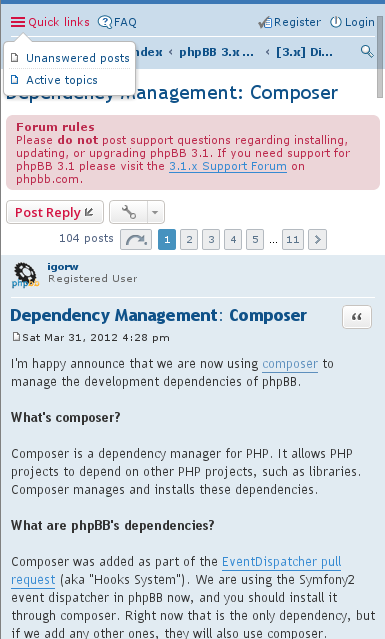 Quick links FAQ Register Login
Unanswered posts
Active topics
ndex ‹ phpBB 3.x ... ‹ [3.x] Di...
Dependency Management: Composer
Forum rules
Please do not post support questions regarding installing,
updating, or upgrading phpBB 3.1. If you need support for
phpBB 3.1 please visit the 3.1.x Support Forum on
phpbb.com.
Post Reply
104 posts 1 2 3 4 5 ... 11
phpBB
igorw
Registered User
Dependency Management: Composer
Sat Mar 31, 2012 4:28 pm
I'm happy announce that we are now using composer to
manage the development dependencies of phpBB.
What's composer?
Composer is a dependency manager for PHP. It allows PHP
projects to depend on other PHP projects, such as libraries.
Composer manages and installs these dependencies.
What are phpBB's dependencies?
Composer was added as part of the EventDispatcher pull
request (aka "Hooks System"). We are using the Symfony2
event dispatcher in phpBB now, and you should install it
through composer. Right now that is the only dependency, but
if we add any other ones, they will also use composer.